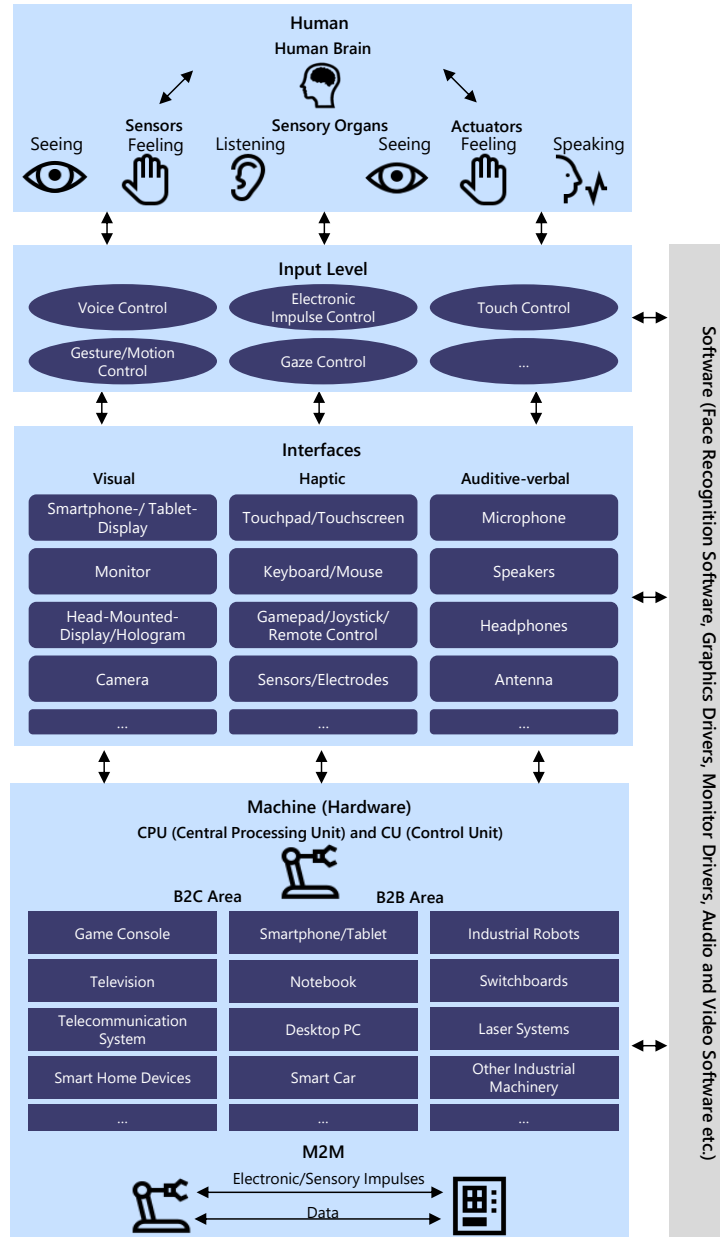 Human
Human Brain
Sensors
Sensory Organs
Actuators
Seeing
Feeling
Listening
Seeing
Feeling
Speaking
Input Level
Voice Control
Electronic
Impulse Control
Touch Control
Gesture/Motion
Control
Gaze Control
...
Interfaces
Visual
Haptic
Auditive-verbal
Smartphone-/ Tablet-
Display
Touchpad/Touchscreen
Microphone
Monitor
Keyboard/Mouse
Speakers
Head-Mounted-
Display/Hologram
Gamepad/Joystick/
Remote Control
Headphones
Camera
Sensors/Electrodes
Antenna
...
...
...
Machine (Hardware)
CPU (Central Processing Unit) and CU (Control Unit)
B2C Area
B2B Area
Game Console
Smartphone/Tablet
Industrial Robots
Television
Notebook
Switchboards
Telecommunication
System
Desktop PC
Laser Systems
Smart Home Devices
Smart Car
Other Industrial
Machinery
...
...
...
M2M
Electronic/Sensory Impulses
Data
Software (Face Recognition Software, Graphics Drivers, Monitor Drivers, Audio and Video Software etc.)